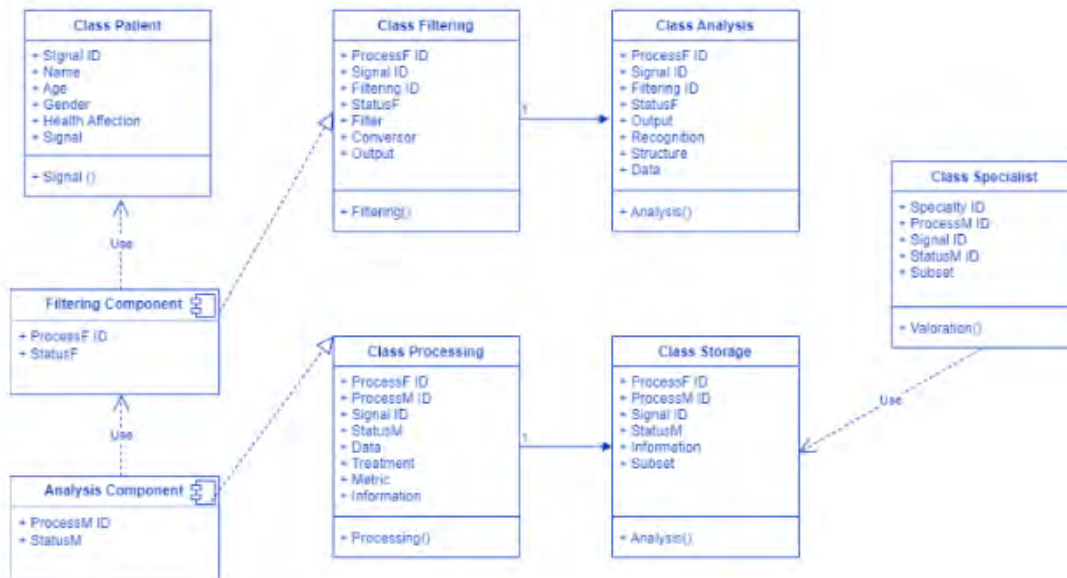 Class Patient
+ Signal ID
+ Name
+ Age
+ Gender
+ Health Affection
+ Signal
+ Signal ()
Class Filtering
+ ProcessF ID
+ Signal ID
+ Filtering ID
+ StatusF
+ Filter
+ Conversor
+ Output
+ Filtering()
1
Class Analysis
+ ProcessF ID
+ Signal ID
+ Filtering ID
+ StatusF
+ Output
+ Recognition
+ Structure
+ Data
+ Analysis()
Class Specialist
+ Specialty ID
+ ProcessM ID
+ Signal ID
+ StatusM ID
+ Subset
+ Valoration()
Use
Filtering Component
+ ProcessF ID
+ StatusF
Use
Analysis Component
+ ProcessM ID
+ StatusM
Class Processing
+ ProcessF ID
+ ProcessM ID
+ Signal ID
+ StatusM
+ Data
+ Treatment
+ Metric
+ Information
+ Processing()
1
Class Storage
+ ProcessF ID
+ ProcessM ID
+ Signal ID
+ StatusM
+ Information
+ Subset
+ Analysis()
Use